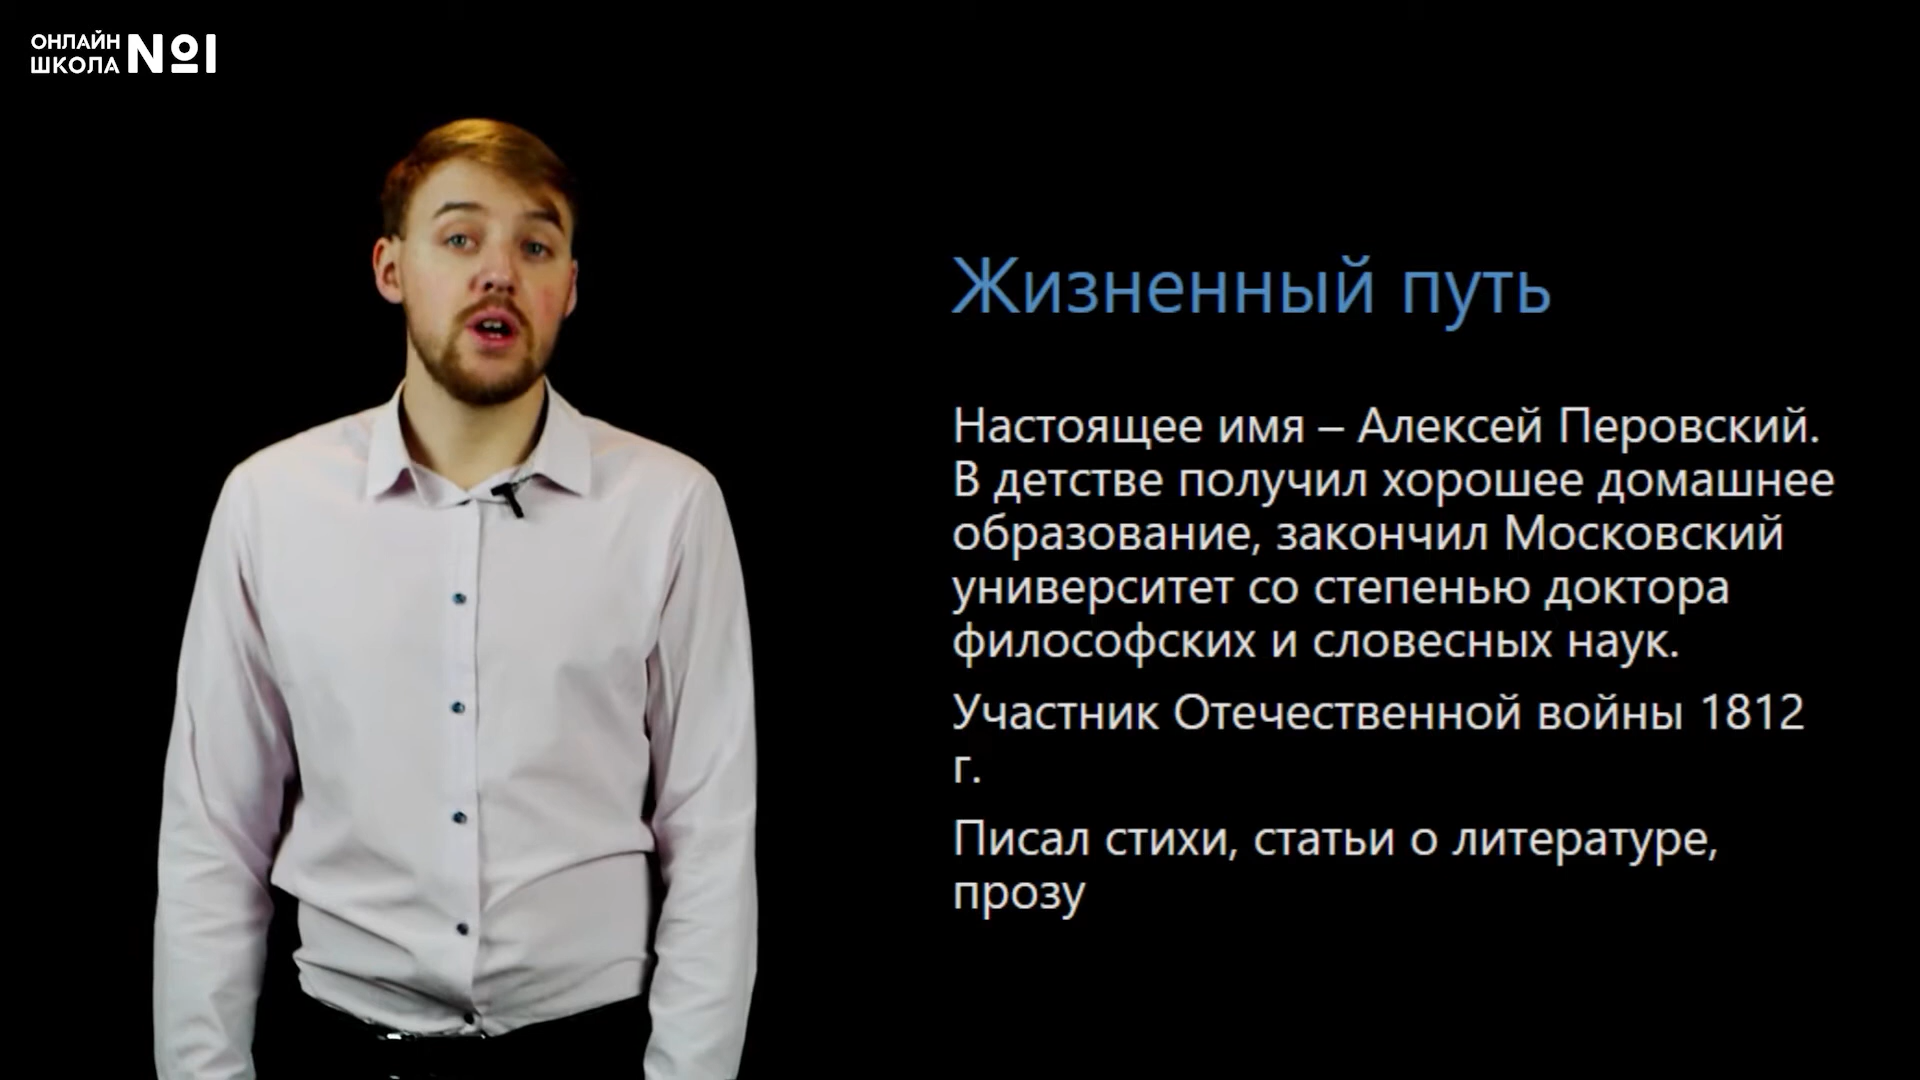 ОНЛАЙН
ШКОЛА №1
Жизненный путь
Настоящее имя – Алексей Перовский.
В детстве получил хорошее домашнее
образование, закончил Московский
университет со степенью доктора
философских и словесных наук.
Участник Отечественной войны 1812
г.
Писал стихи, статьи о литературе,
прозу